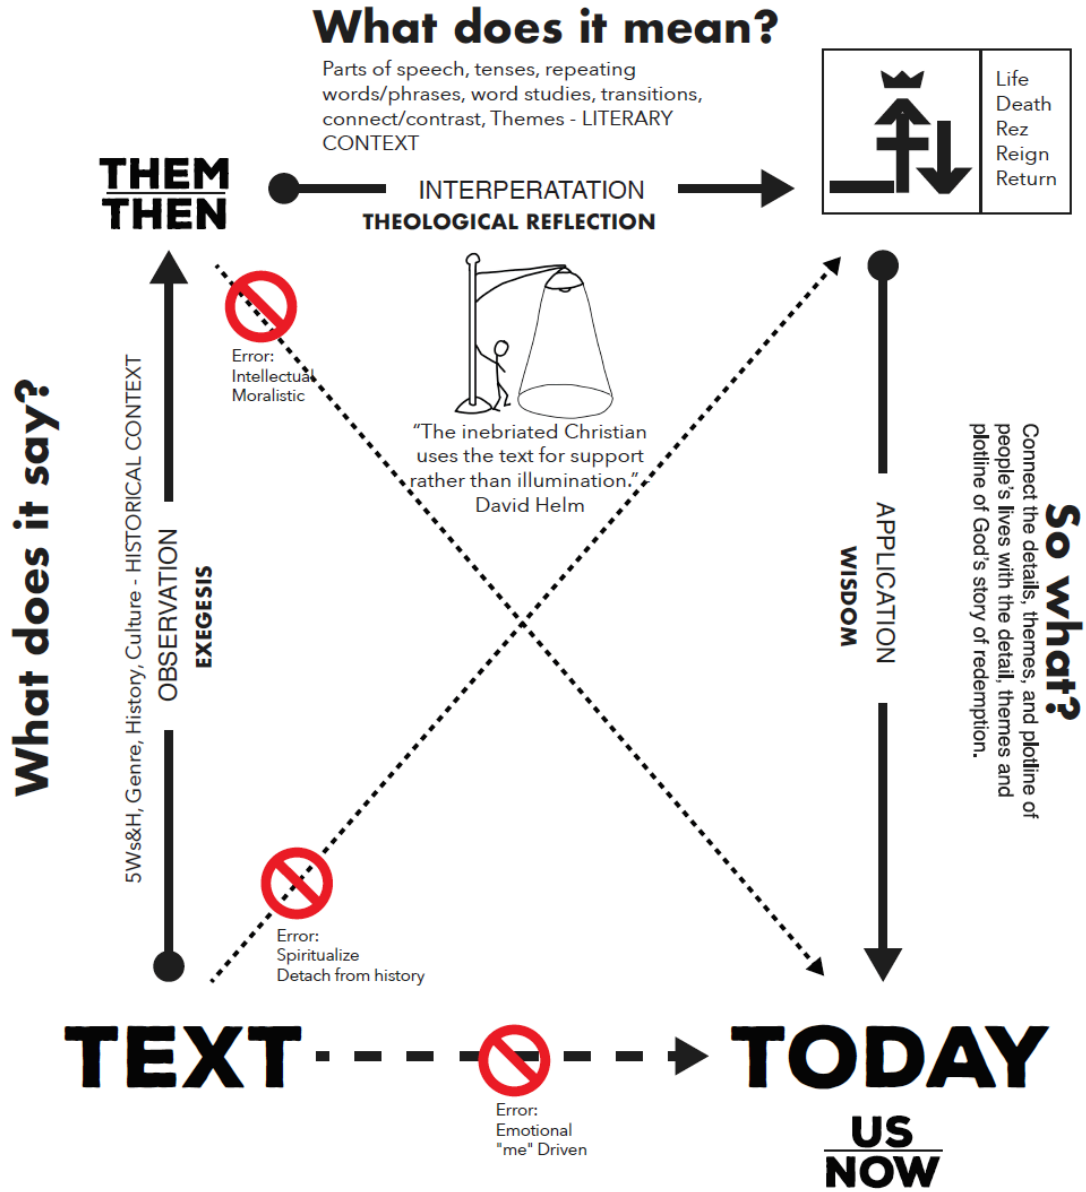 What does it mean?
Parts of speech, tenses, repeating
words/phrases, word studies, transitions,
connect/contrast, Themes - LITERARY
CONTEXT
Life
Death
Rez
Reign
Return
THEM
THEN
INTERPERATATION
THEOLOGICAL REFLECTION
Error:
Intellectual
Moralistic
"The inebriated Christian
uses the text for support
rather than illumination."
David Helm
What does it say?
5Ws&H, Genre, History, Culture - HISTORICAL CONTEXT
OBSERVATION
EXEGESIS
So what?
Connect the details, themes, and plotline of
people's lives with the detail, themes and
plotline of God's story of redemption.
APPLICATION
WISDOM
Error:
Spiritualize
Detach from history
TEXT
TODAY
Error:
Emotional
"me" Driven
US
NOW